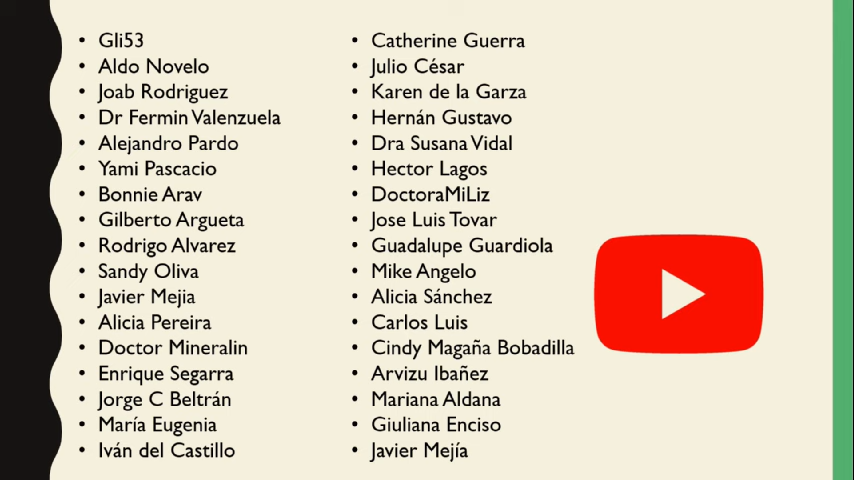 • Gli53
• Aldo Novelo
• Joab Rodriguez
• Dr Fermin Valenzuela
• Alejandro Pardo
• Yami Pascacio
• Bonnie Arav
• Gilberto Argueta
• Rodrigo Alvarez
• Sandy Oliva
• Javier Mejia
• Alicia Pereira
• Doctor Mineralin
• Enrique Segarra
• Jorge C Beltrán
• María Eugenia
• Iván del Castillo
• Catherine Guerra
• Julio César
• Karen de la Garza
• Hernán Gustavo
• Dra Susana Vidal
• Hector Lagos
• DoctoraMiLiz
• Jose Luis Tovar
• Guadalupe Guardiola
• Mike Angelo
• Alicia Sánchez
• Carlos Luis
• Cindy Magaña Bobadilla
• Arvizu Ibañez
• Mariana Aldana
• Giuliana Enciso
• Javier Mejía